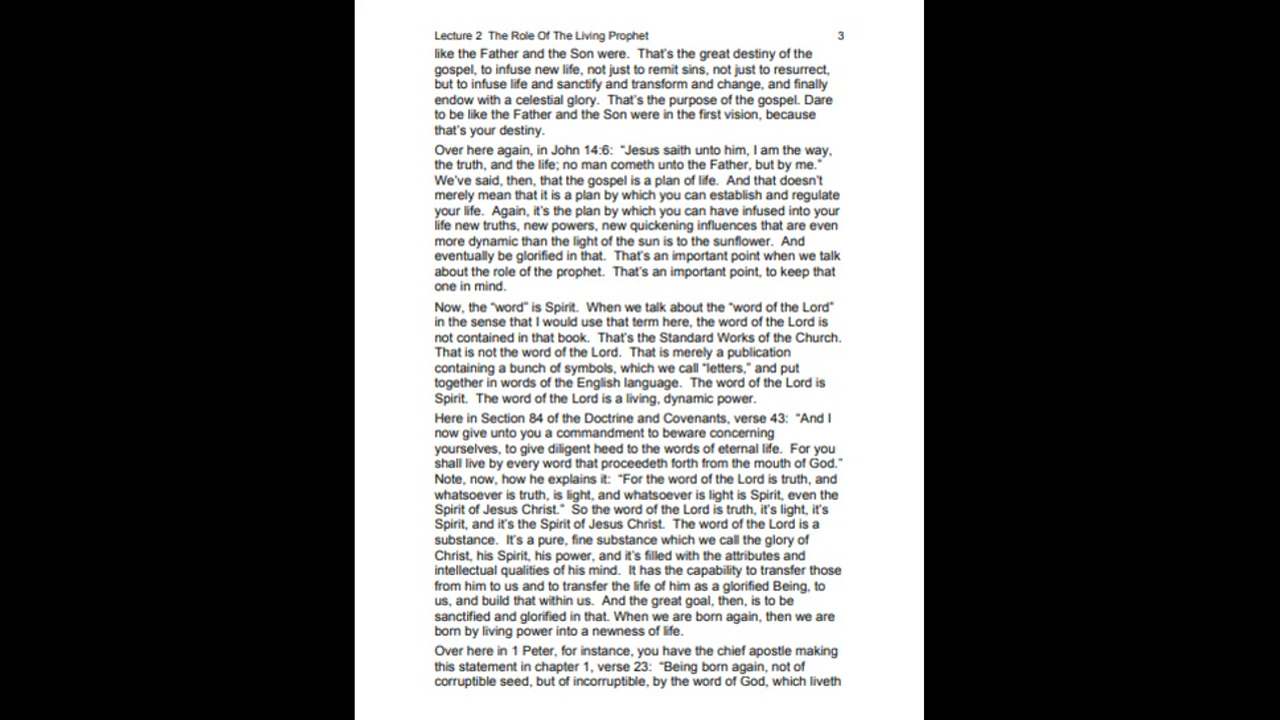 Lecture 2  The Role Of The Living Prophet 3
like the Father and the Son were.  That's the great destiny of the
gospel, to infuse new life, not just to remit sins, not just to resurrect,
but to infuse life and sanctify and transform and change, and finally
endow with a celestial glory.  That's the purpose of the gospel. Dare
to be like the Father and the Son were in the first vision, because
that's your destiny.
Over here again, in John 14:6:  “Jesus saith unto him, I am the way,
the truth, and the life; no man cometh unto the Father, but by me.”
We've said, then, that the gospel is a plan of life.  And that doesn't
merely mean that it is a plan by which you can establish and regulate
your life.  Again, it's the plan by which you can have infused into your
life new truths, new powers, new quickening influences that are even
more dynamic than the light of the sun is to the sunflower.  And
eventually be glorified in that.  That's an important point when we talk
about the role of the prophet.  That's an important point, to keep that
one in mind.
Now, the “word” is Spirit.  When we talk about the “word of the Lord”
in the sense that I would use that term here, the word of the Lord is
not contained in that book.  That's the Standard Works of the Church.
That is not the word of the Lord.  That is merely a publication
containing a bunch of symbols, which we call “letters,” and put
together in words of the English language.  The word of the Lord is
Spirit.  The word of the Lord is a living, dynamic power.
Here in Section 84 of the Doctrine and Covenants, verse 43:  “And I
now give unto you a commandment to beware concerning
yourselves, to give diligent heed to the words of eternal life.  For you
shall live by every word that proceedeth forth from the mouth of God.”
Note, now, how he explains it:  “For the word of the Lord is truth, and
whatsoever is truth, is light, and whatsoever is light is Spirit, even the
Spirit of Jesus Christ.”  So the word of the Lord is truth, it's light, it's
Spirit, and it's the Spirit of Jesus Christ.  The word of the Lord is a
substance.  It's a pure, fine substance which we call the glory of
Christ, his Spirit, his power, and it's filled with the attributes and
intellectual qualities of his mind.  It has the capability to transfer those
from him to us and to transfer the life of him as a glorified Being, to
us, and build that within us.  And the great goal, then, is to be
sanctified and glorified in that. When we are born again, then we are
born by living power into a newness of life.
Over here in 1 Peter, for instance, you have the chief apostle making
this statement in chapter 1, verse 23:  “Being born again, not of
corruptible seed, but of incorruptible, by the word of God, which liveth